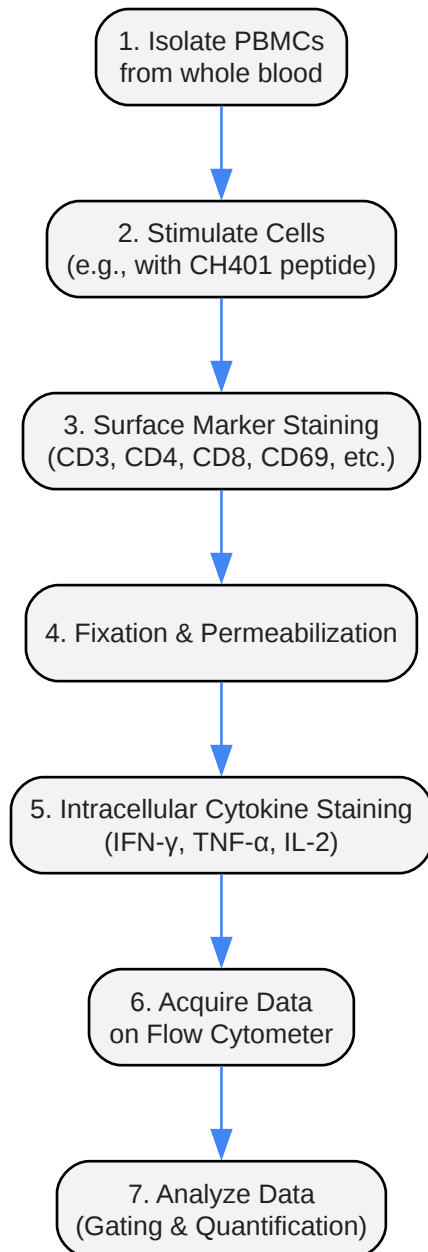 1. Isolate PBMCs
from whole blood
2. Stimulate Cells
(e.g., with CH401 peptide)
3. Surface Marker Staining
(CD3, CD4, CD8, CD69, etc.)
4. Fixation & Permeabilization
5. Intracellular Cytokine Staining
(IFN-γ, TNF-α, IL-2)
6. Acquire Data
on Flow Cytometer
7. Analyze Data
(Gating & Quantification)